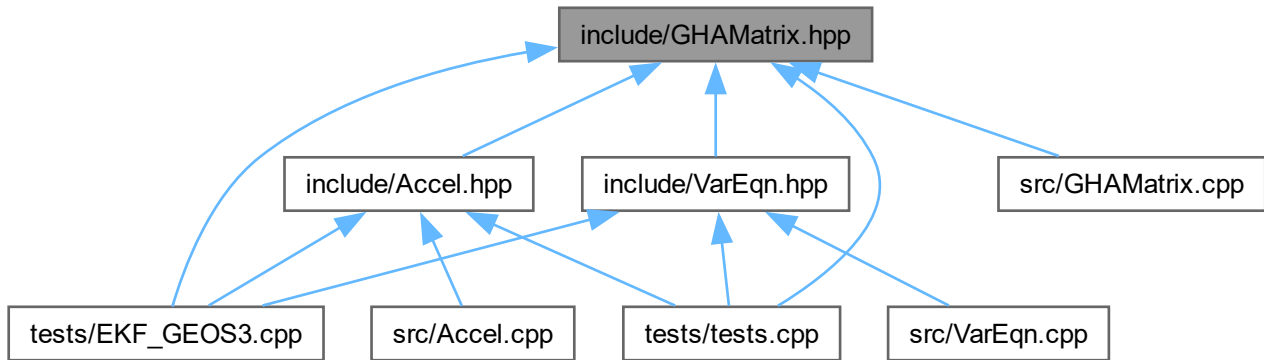 include/GHAMatrix.hpp
include/Accel.hpp
include/VarEqn.hpp
src/GHAMatrix.cpp
tests/EKF_GEOS3.cpp
src/Accel.cpp
tests/tests.cpp
src/VarEqn.cpp